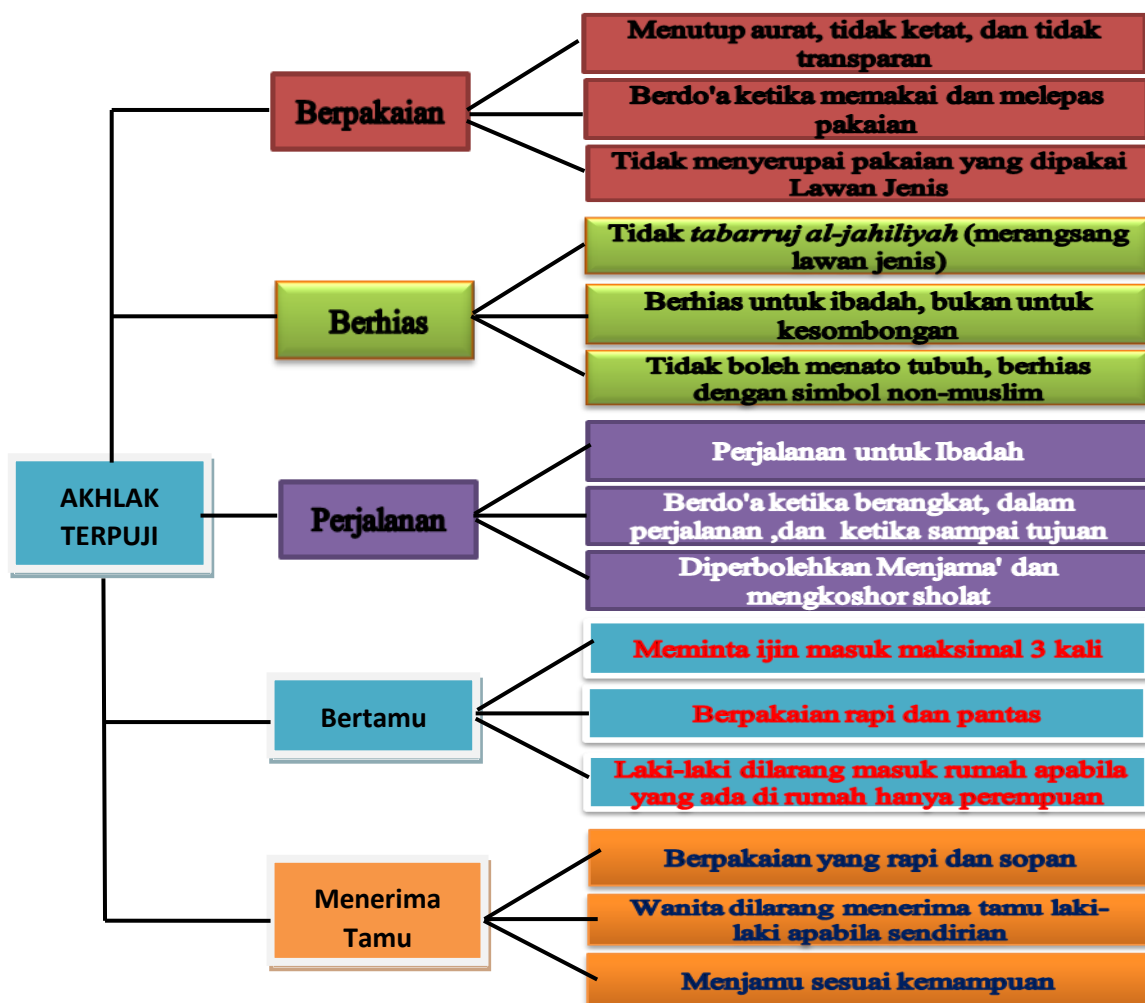 AKHLAK
TERPUJI
Berpakaian
Menutup aurat, tidak ketat, dan tidak
transparan
Berdo'a ketika memakai dan melepas
pakaian
Tidak menyerupai pakaian yang dipakai
Lawan Jenis
Berhias
Tidak tabarruj al-jahiliyah (merangsang
lawan jenis)
Berhias untuk ibadah, bukan untuk
kesombongan
Tidak boleh menato tubuh, berhias
dengan simbol non-muslim
Perjalanan
Perjalanan untuk Ibadah
Berdo'a ketika berangkat, dalam
perjalanan ,dan ketika sampai tujuan
Diperbolehkan Menjama' dan
mengkoshor sholat
Bertamu
Meminta ijin masuk maksimal 3 kali
Berpakaian rapi dan pantas
Laki-laki dilarang masuk rumah apabila
yang ada di rumah hanya perempuan
Menerima
Tamu
Berpakaian yang rapi dan sopan
Wanita dilarang menerima tamu laki-
laki apabila sendirian
Menjamu sesuai kemampuan